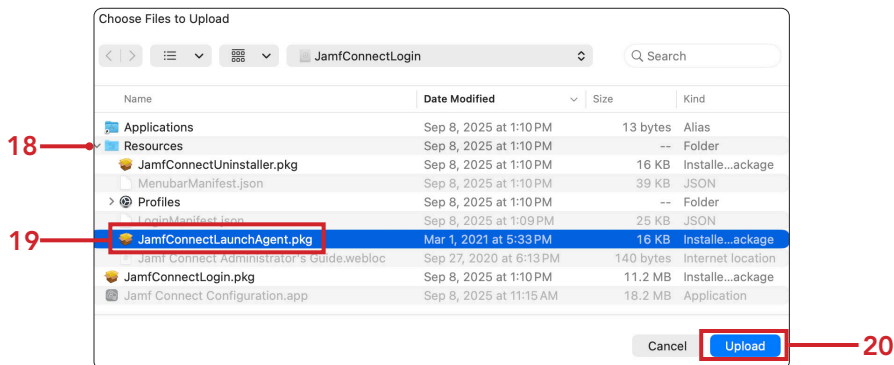 Choose Files to Upload
JamfConnectLogin
Search
Name Date Modified Size Kind
Applications Sep 8, 2025 at 1:10 PM 13 bytes Alias
18 Resources Sep 8, 2025 at 1:10 PM -- Folder
JamfConnectUninstaller.pkg Sep 8, 2025 at 1:10 PM 16 KB Installe...ackage
MenubarManifest.json Sep 8, 2025 at 1:10 PM 39 KB JSON
Profiles Sep 8, 2025 at 1:10 PM -- Folder
LoginManifest.json Sep 8, 2025 at 1:09 PM 25 KB JSON
19 JamfConnectLaunchAgent.pkg Mar 1, 2021 at 5:33 PM 16 KB Installe...ackage
Jamf Connect Administrator's Guide.webloc Sep 27, 2020 at 6:13 PM 140 bytes Internet location
JamfConnectLogin.pkg Sep 8, 2025 at 1:10 PM 11.2 MB Installe...ackage
Jamf Connect Configuration.app Sep 8, 2025 at 11:15 AM 18.2 MB Application
Cancel Upload 20